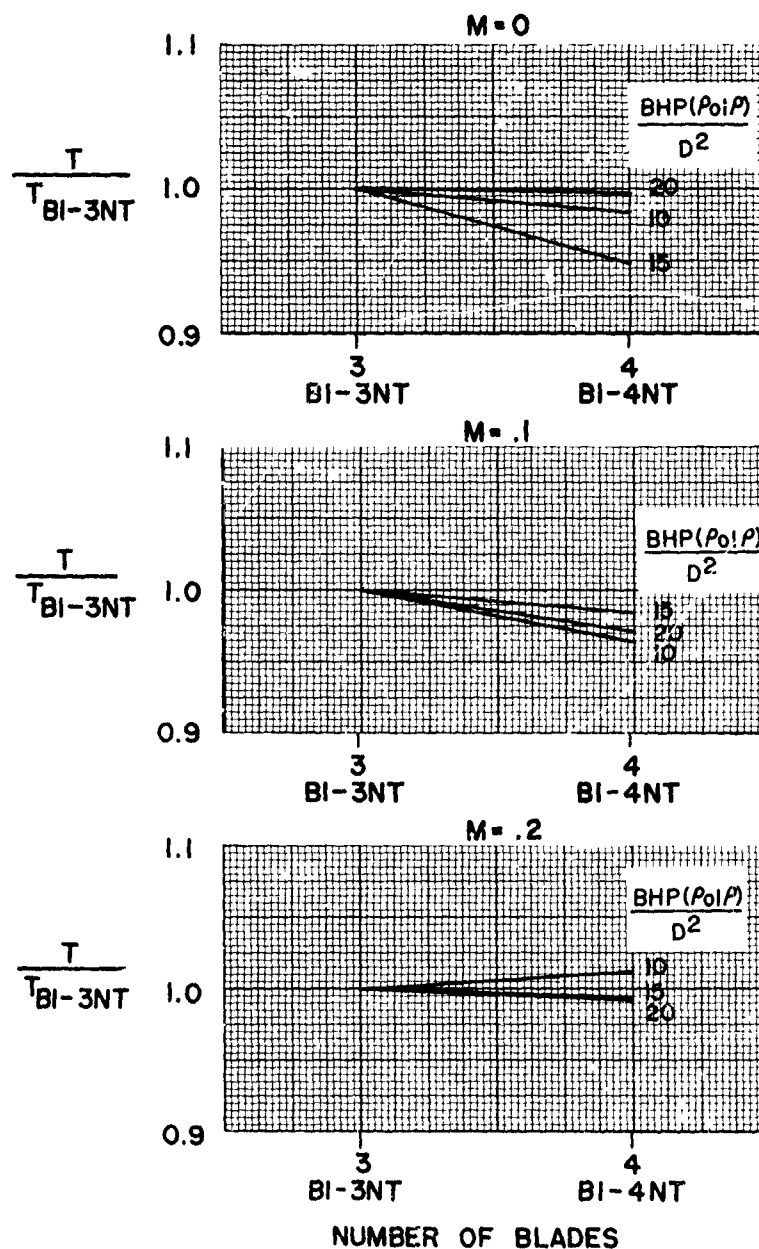 M=0
1.1
BHP(ρ₀/ρ)
D²
T
T BI-3NT
1.0
20
10
15
0.9
3
4
BI-3NT
BI-4NT
M= .1
1.1
BHP(ρ₀/ρ)
D²
T
T BI-3NT
1.0
15
20
10
0.9
3
4
BI-3NT
BI-4NT
M= .2
1.1
BHP(ρ₀/ρ)
D²
T
T BI-3NT
1.0
10
15
20
0.9
3
4
BI-3NT
BI-4NT
NUMBER OF BLADES